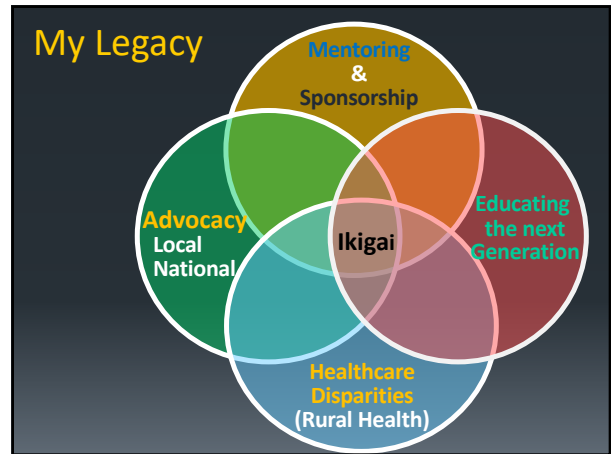 My Legacy
Mentoring
&
Sponsorship
Advocacy
Local
National
Ikigai
Educating
the next
Generation
Healthcare
Disparities
(Rural Health)